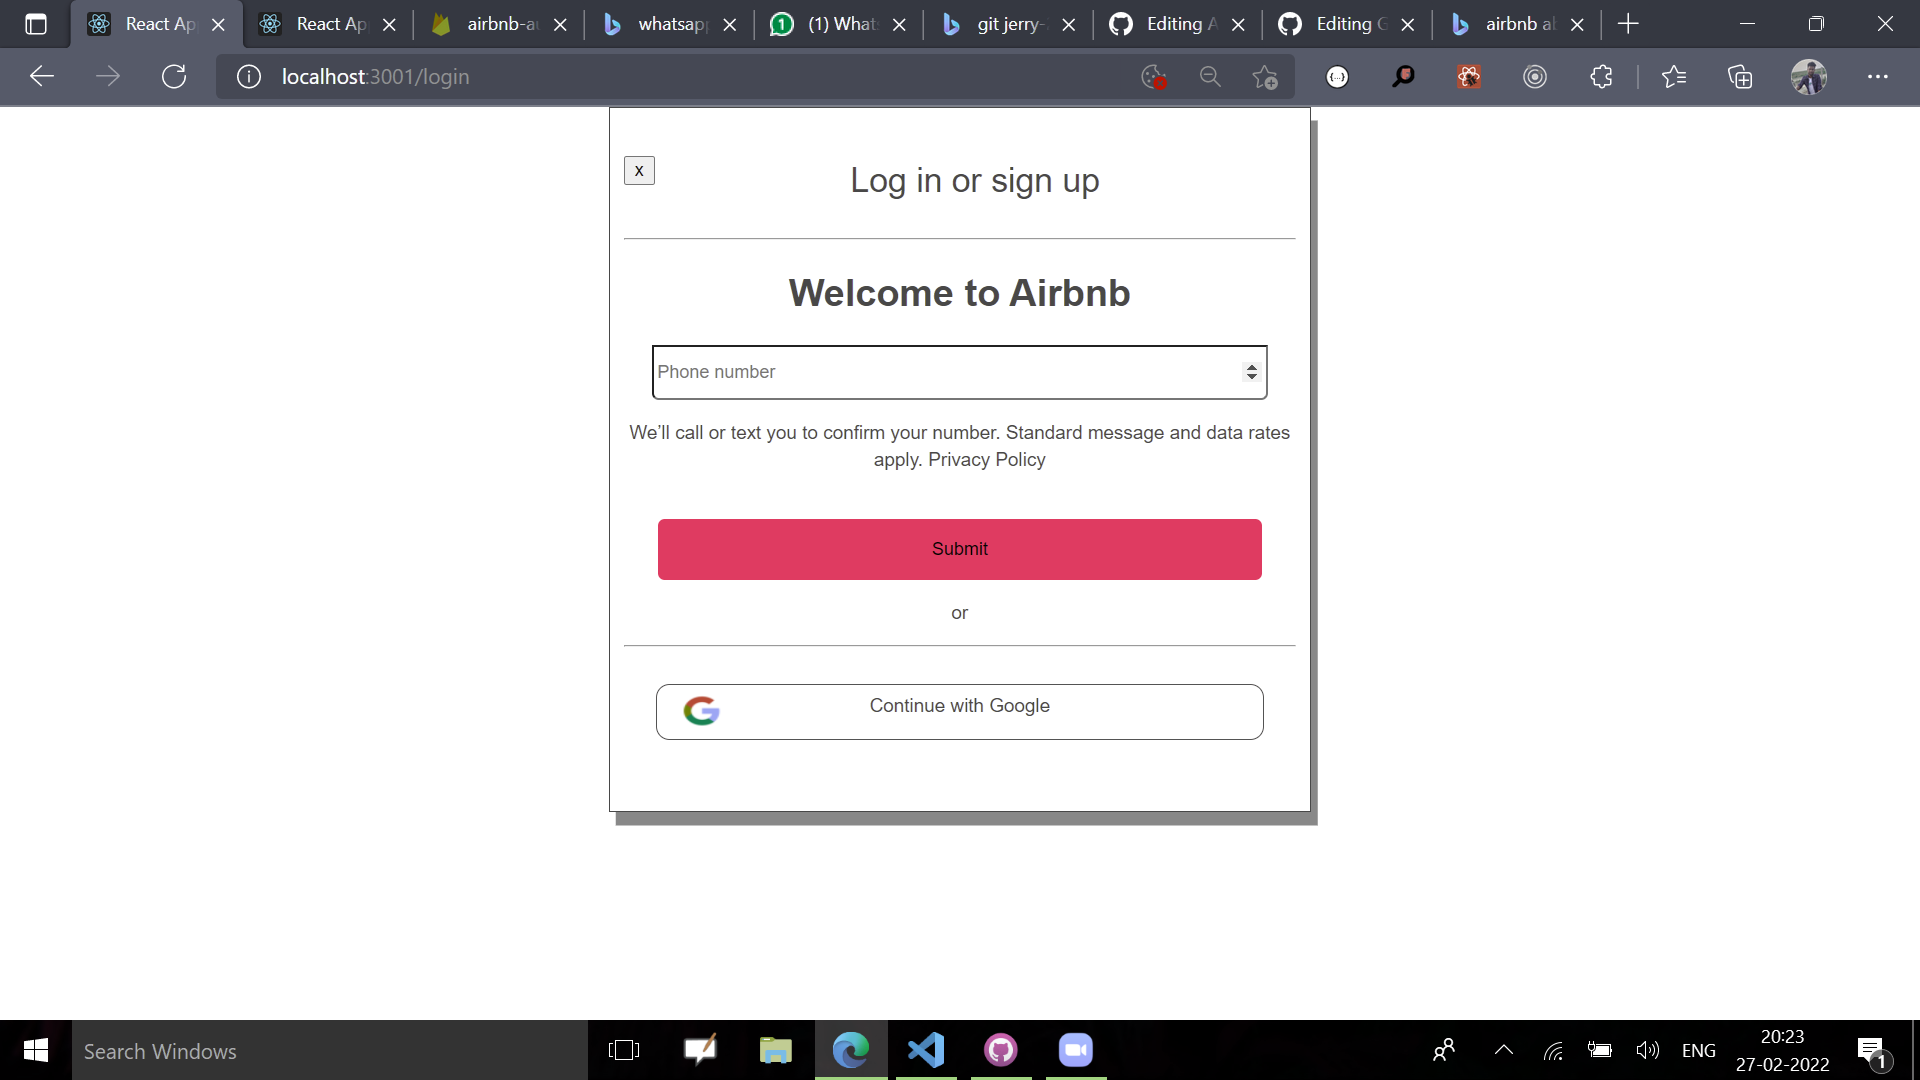 React Ap
React Ap
airbnb-au
whatsapp
(1) What
git jerry-
Editing A
Editing G
airbnb al
localhost:3001/login
x
Log in or sign up
Welcome to Airbnb
Phone number
We’ll call or text you to confirm your number. Standard message and data rates
apply. Privacy Policy
Submit
or
Continue with Google
Search Windows
ENG
20:23
27-02-2022
1